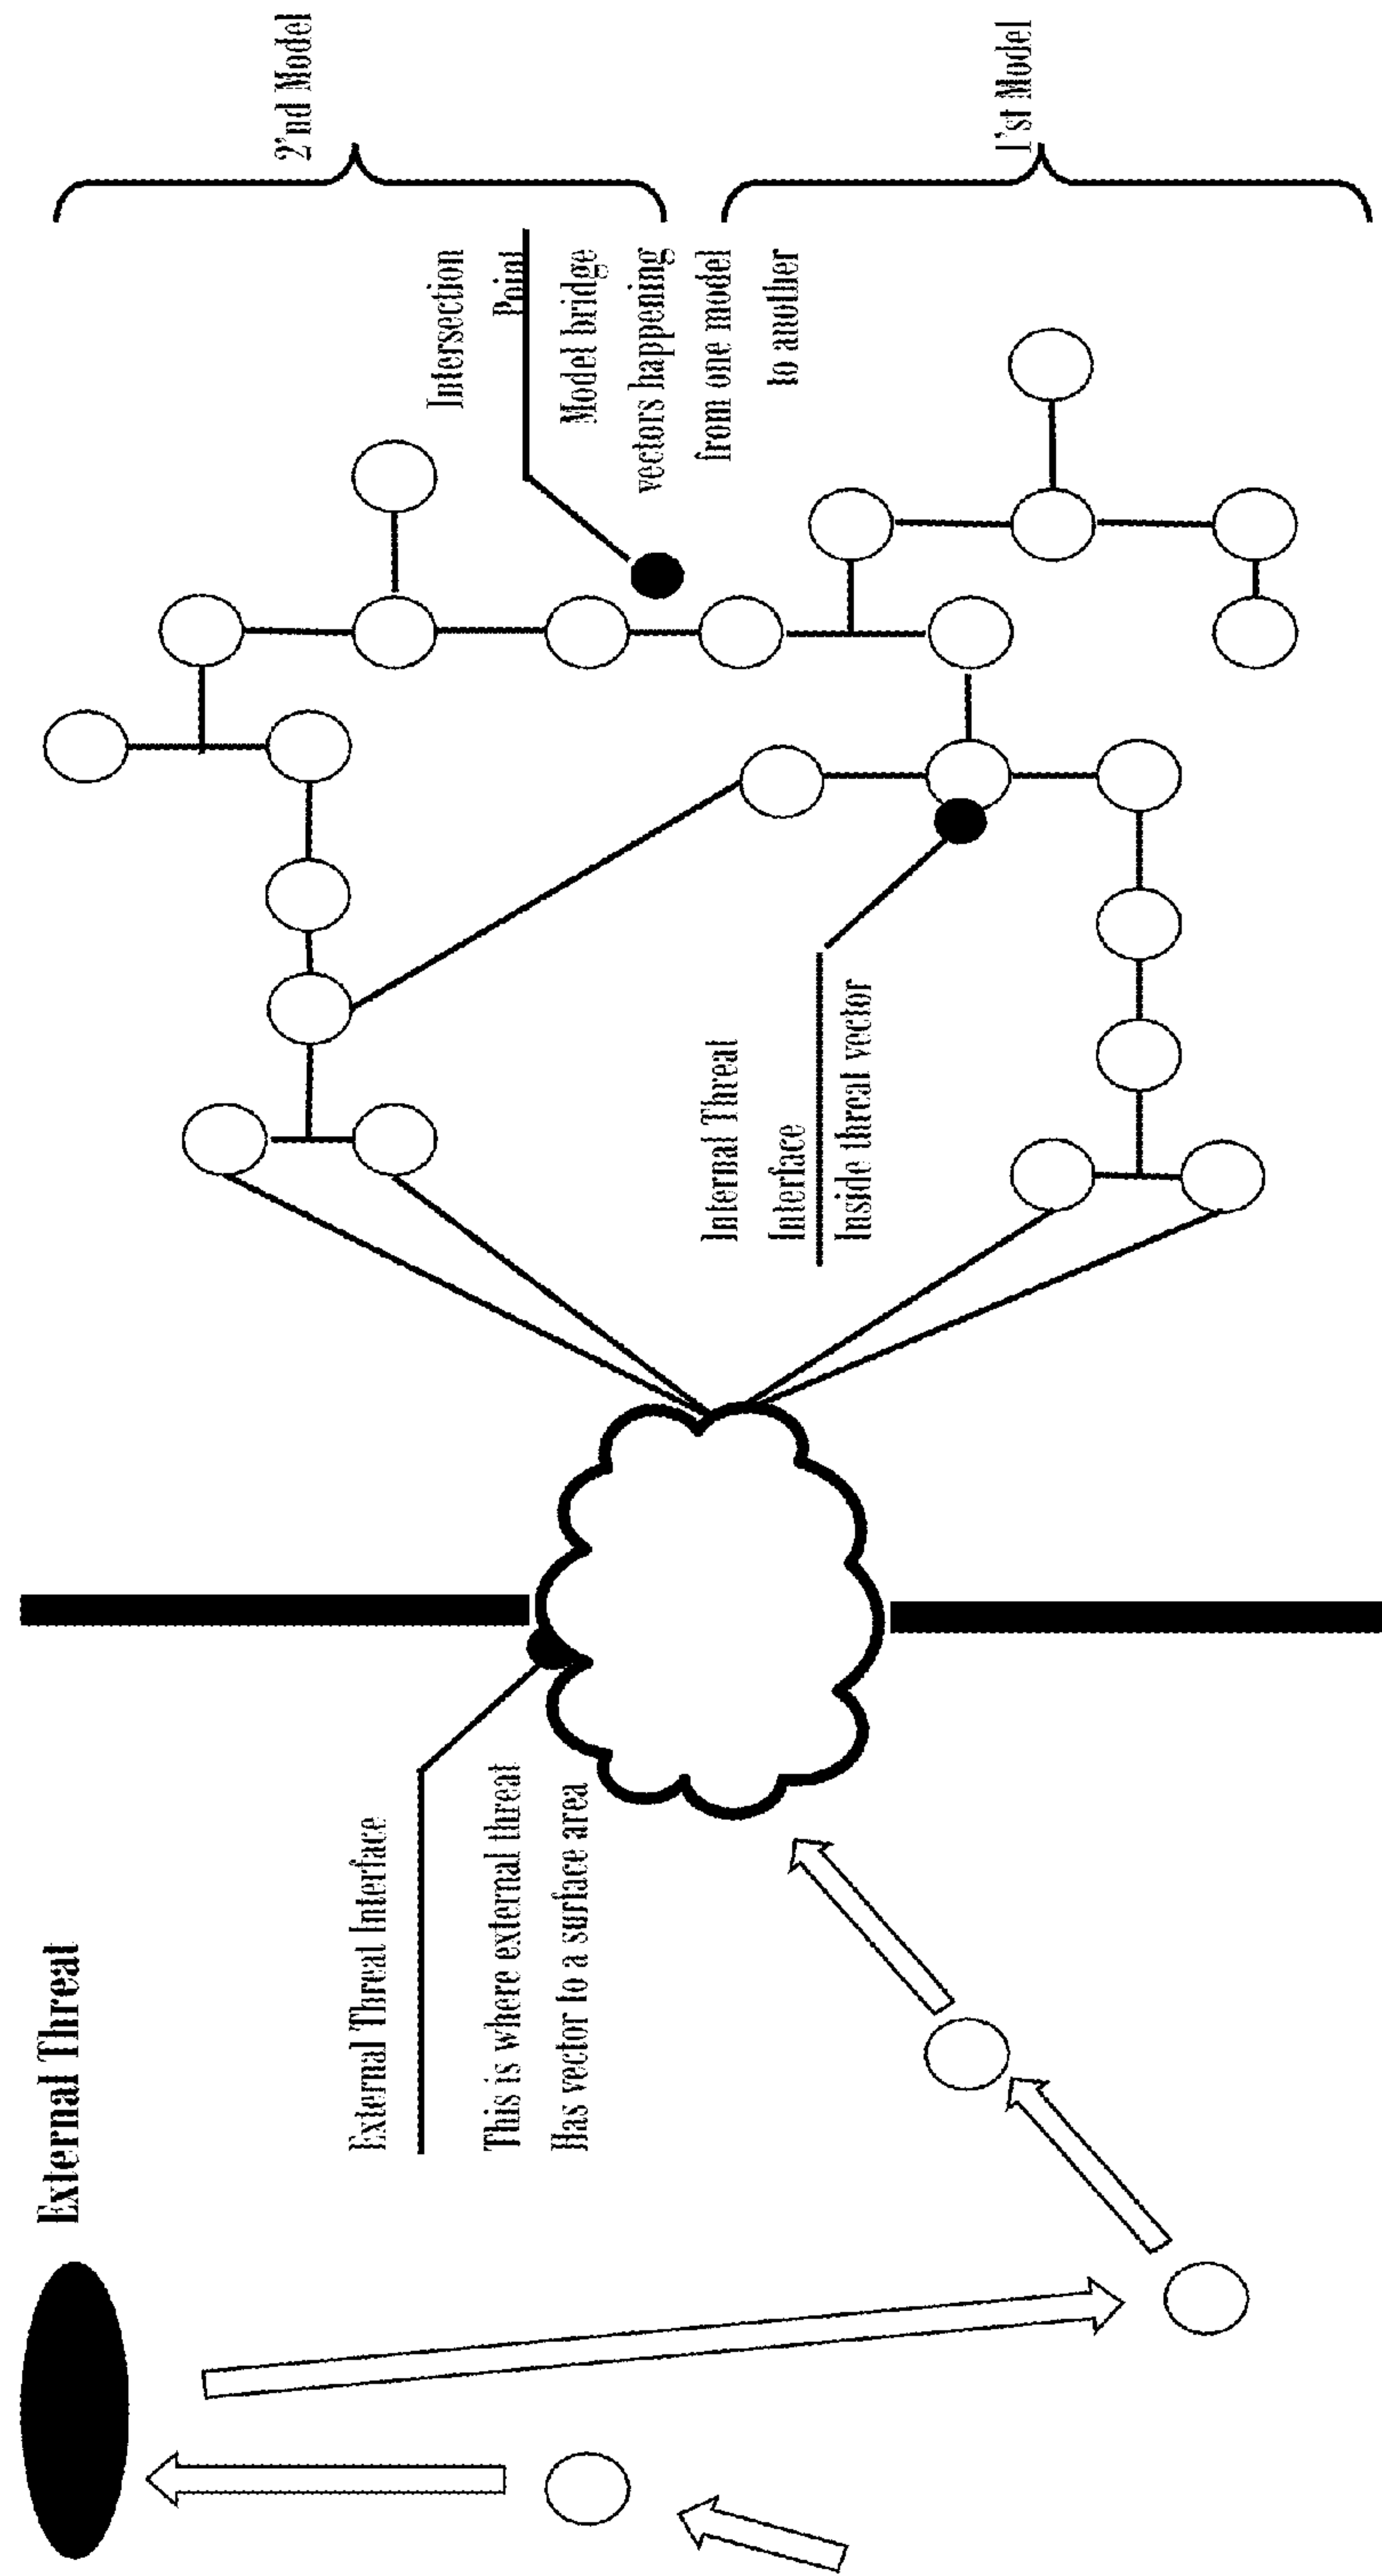 External Threat
External Threat Interface
This is where external threat
Has vector to a surface area
2'nd Model
Intersection
Point
Model bridge
vectors happening
from one model
to another
Internal Threat
Interface
Inside threat vector
1'st Model